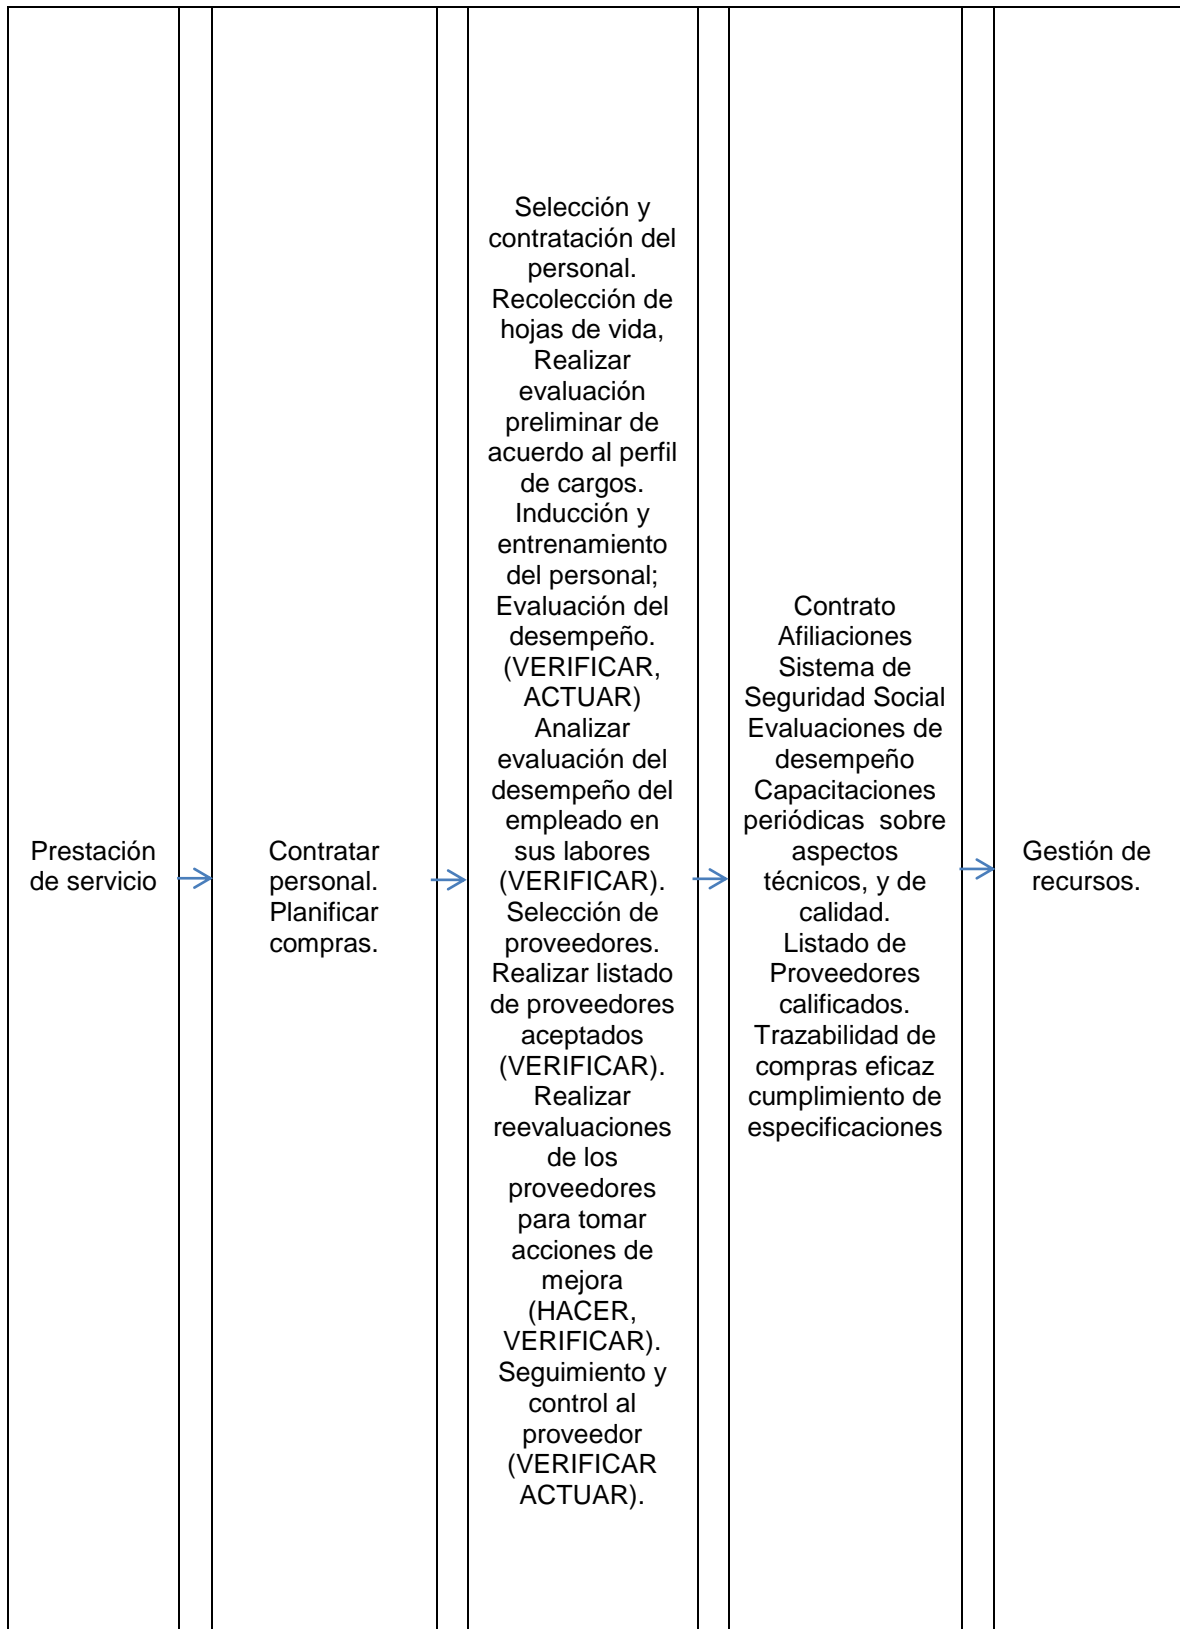 Prestación
de servicio
Contratar
personal.
Planificar
compras.
Selección y
contratación del
personal.
Recolección de
hojas de vida,
Realizar
evaluación
preliminar de
acuerdo al perfil
de cargos.
Inducción y
entrenamiento
del personal;
Evaluación del
desempeño.
(VERIFICAR,
ACTUAR)
Analizar
evaluación del
desempeño del
empleado en
sus labores
(VERIFICAR).
Selección de
proveedores.
Realizar listado
de proveedores
aceptados
(VERIFICAR).
Realizar
reevaluaciones
de los
proveedores
para tomar
acciones de
mejora
(HACER,
VERIFICAR).
Seguimiento y
control al
proveedor
(VERIFICAR
ACTUAR).
Contrato
Afiliaciones
Sistema de
Seguridad Social
Evaluaciones de
desempeño
Capacitaciones
periódicas  sobre
aspectos
técnicos, y de
calidad.
Listado de
Proveedores
calificados.
Trazabilidad de
compras eficaz
cumplimiento de
especificaciones
Gestión de
recursos.